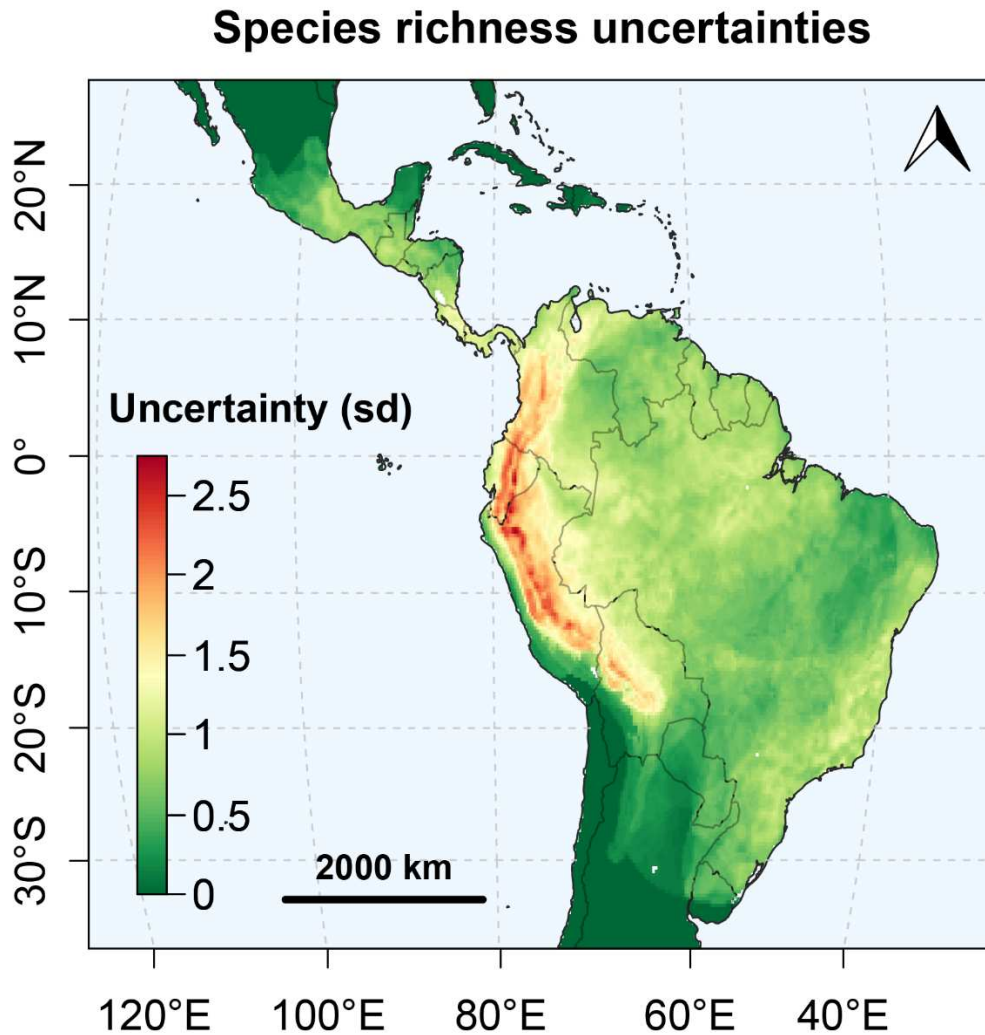 Species richness uncertainties
20°N
10°N
0°
10°S
20°S
30°S
Uncertainty (sd)
2.5
2
1.5
1
0.5
0
2000 km
120°E
100°E
80°E
60°E
40°E